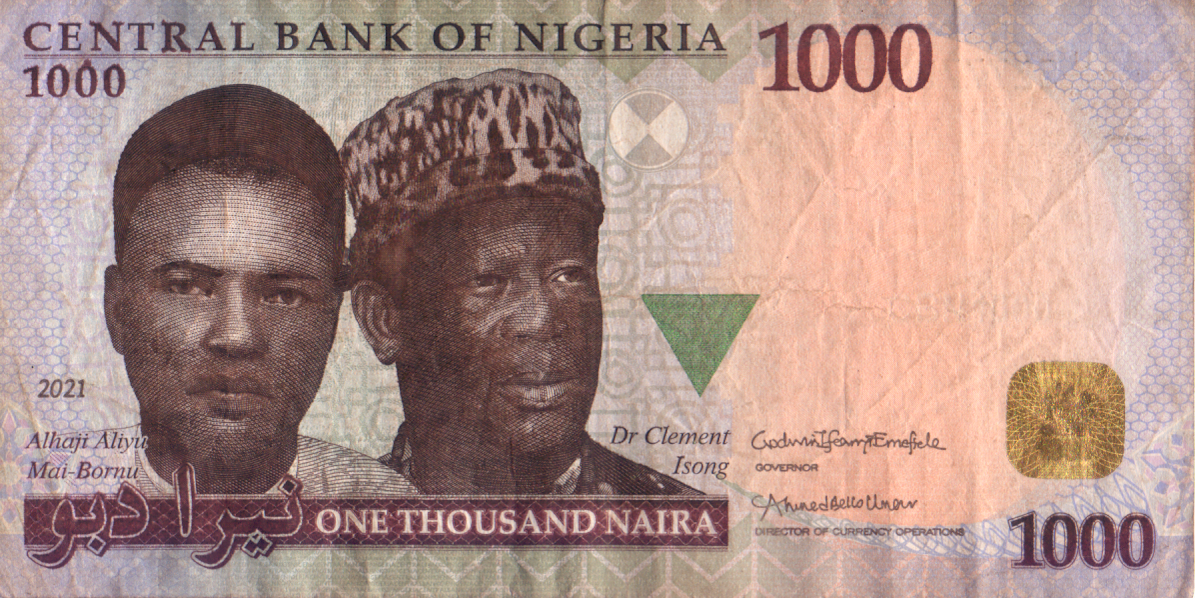 CENTRAL BANK OF NIGERIA
1000
1000
2021
Alhaji Aliyu
Mai-Bornu
Dr Clement
Isong
Godwin Ifeanyi Emefiele
GOVERNOR
Ahmed Bello Umar
DIRECTOR OF CURRENCY OPERATIONS
نيرا دبو
ONE THOUSAND NAIRA
1000